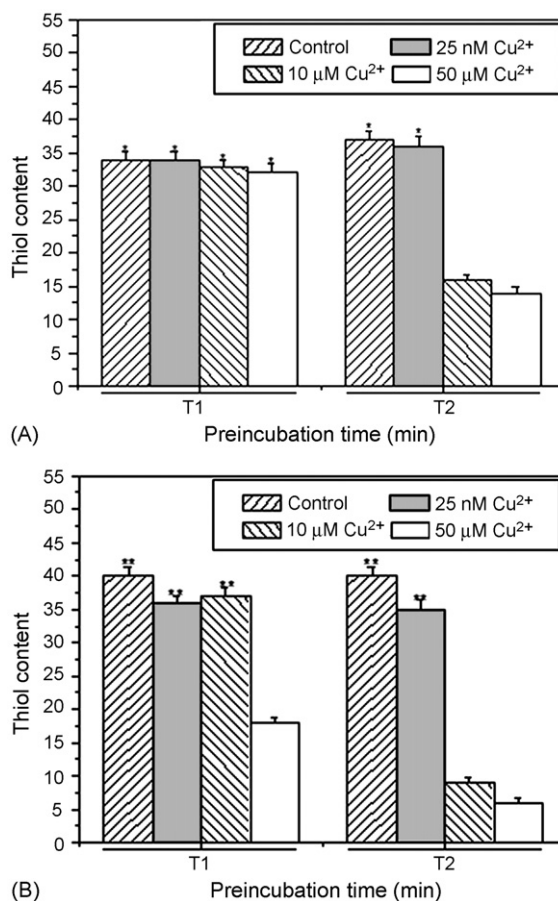 55
50
45
40
35
30
25
20
15
10
5
0
Thiol content
Control
25 nM Cu²⁺
10 μM Cu²⁺
50 μM Cu²⁺
* * * *
* *
T1 T2
(A) Preincubation time (min)
55
50
45
40
35
30
25
20
15
10
5
0
Thiol content
Control
25 nM Cu²⁺
10 μM Cu²⁺
50 μM Cu²⁺
** ** **
** **
T1 T2
(B) Preincubation time (min)